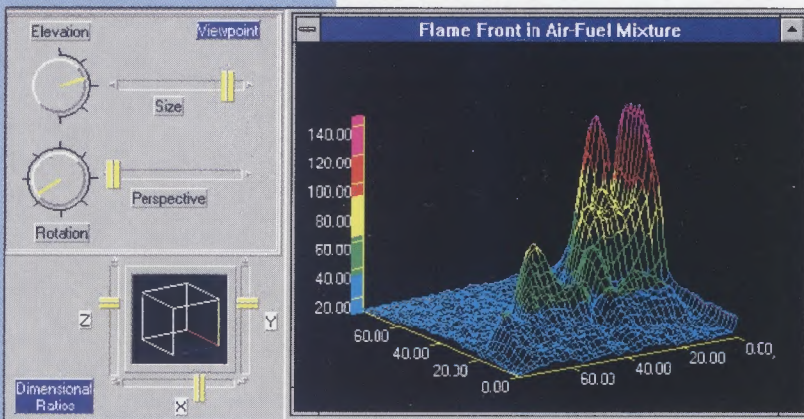 Elevation
Viewpoint
Size
Perspective
Rotation
Z
Y
X
Dimensional
Ratios
Flame Front in Air-Fuel Mixture
140.00
120.00
100.00
80.00
60.00
40.00
20.00
60.00
40.00
20.00
0.00
60.00
40.00
20.00
0.00